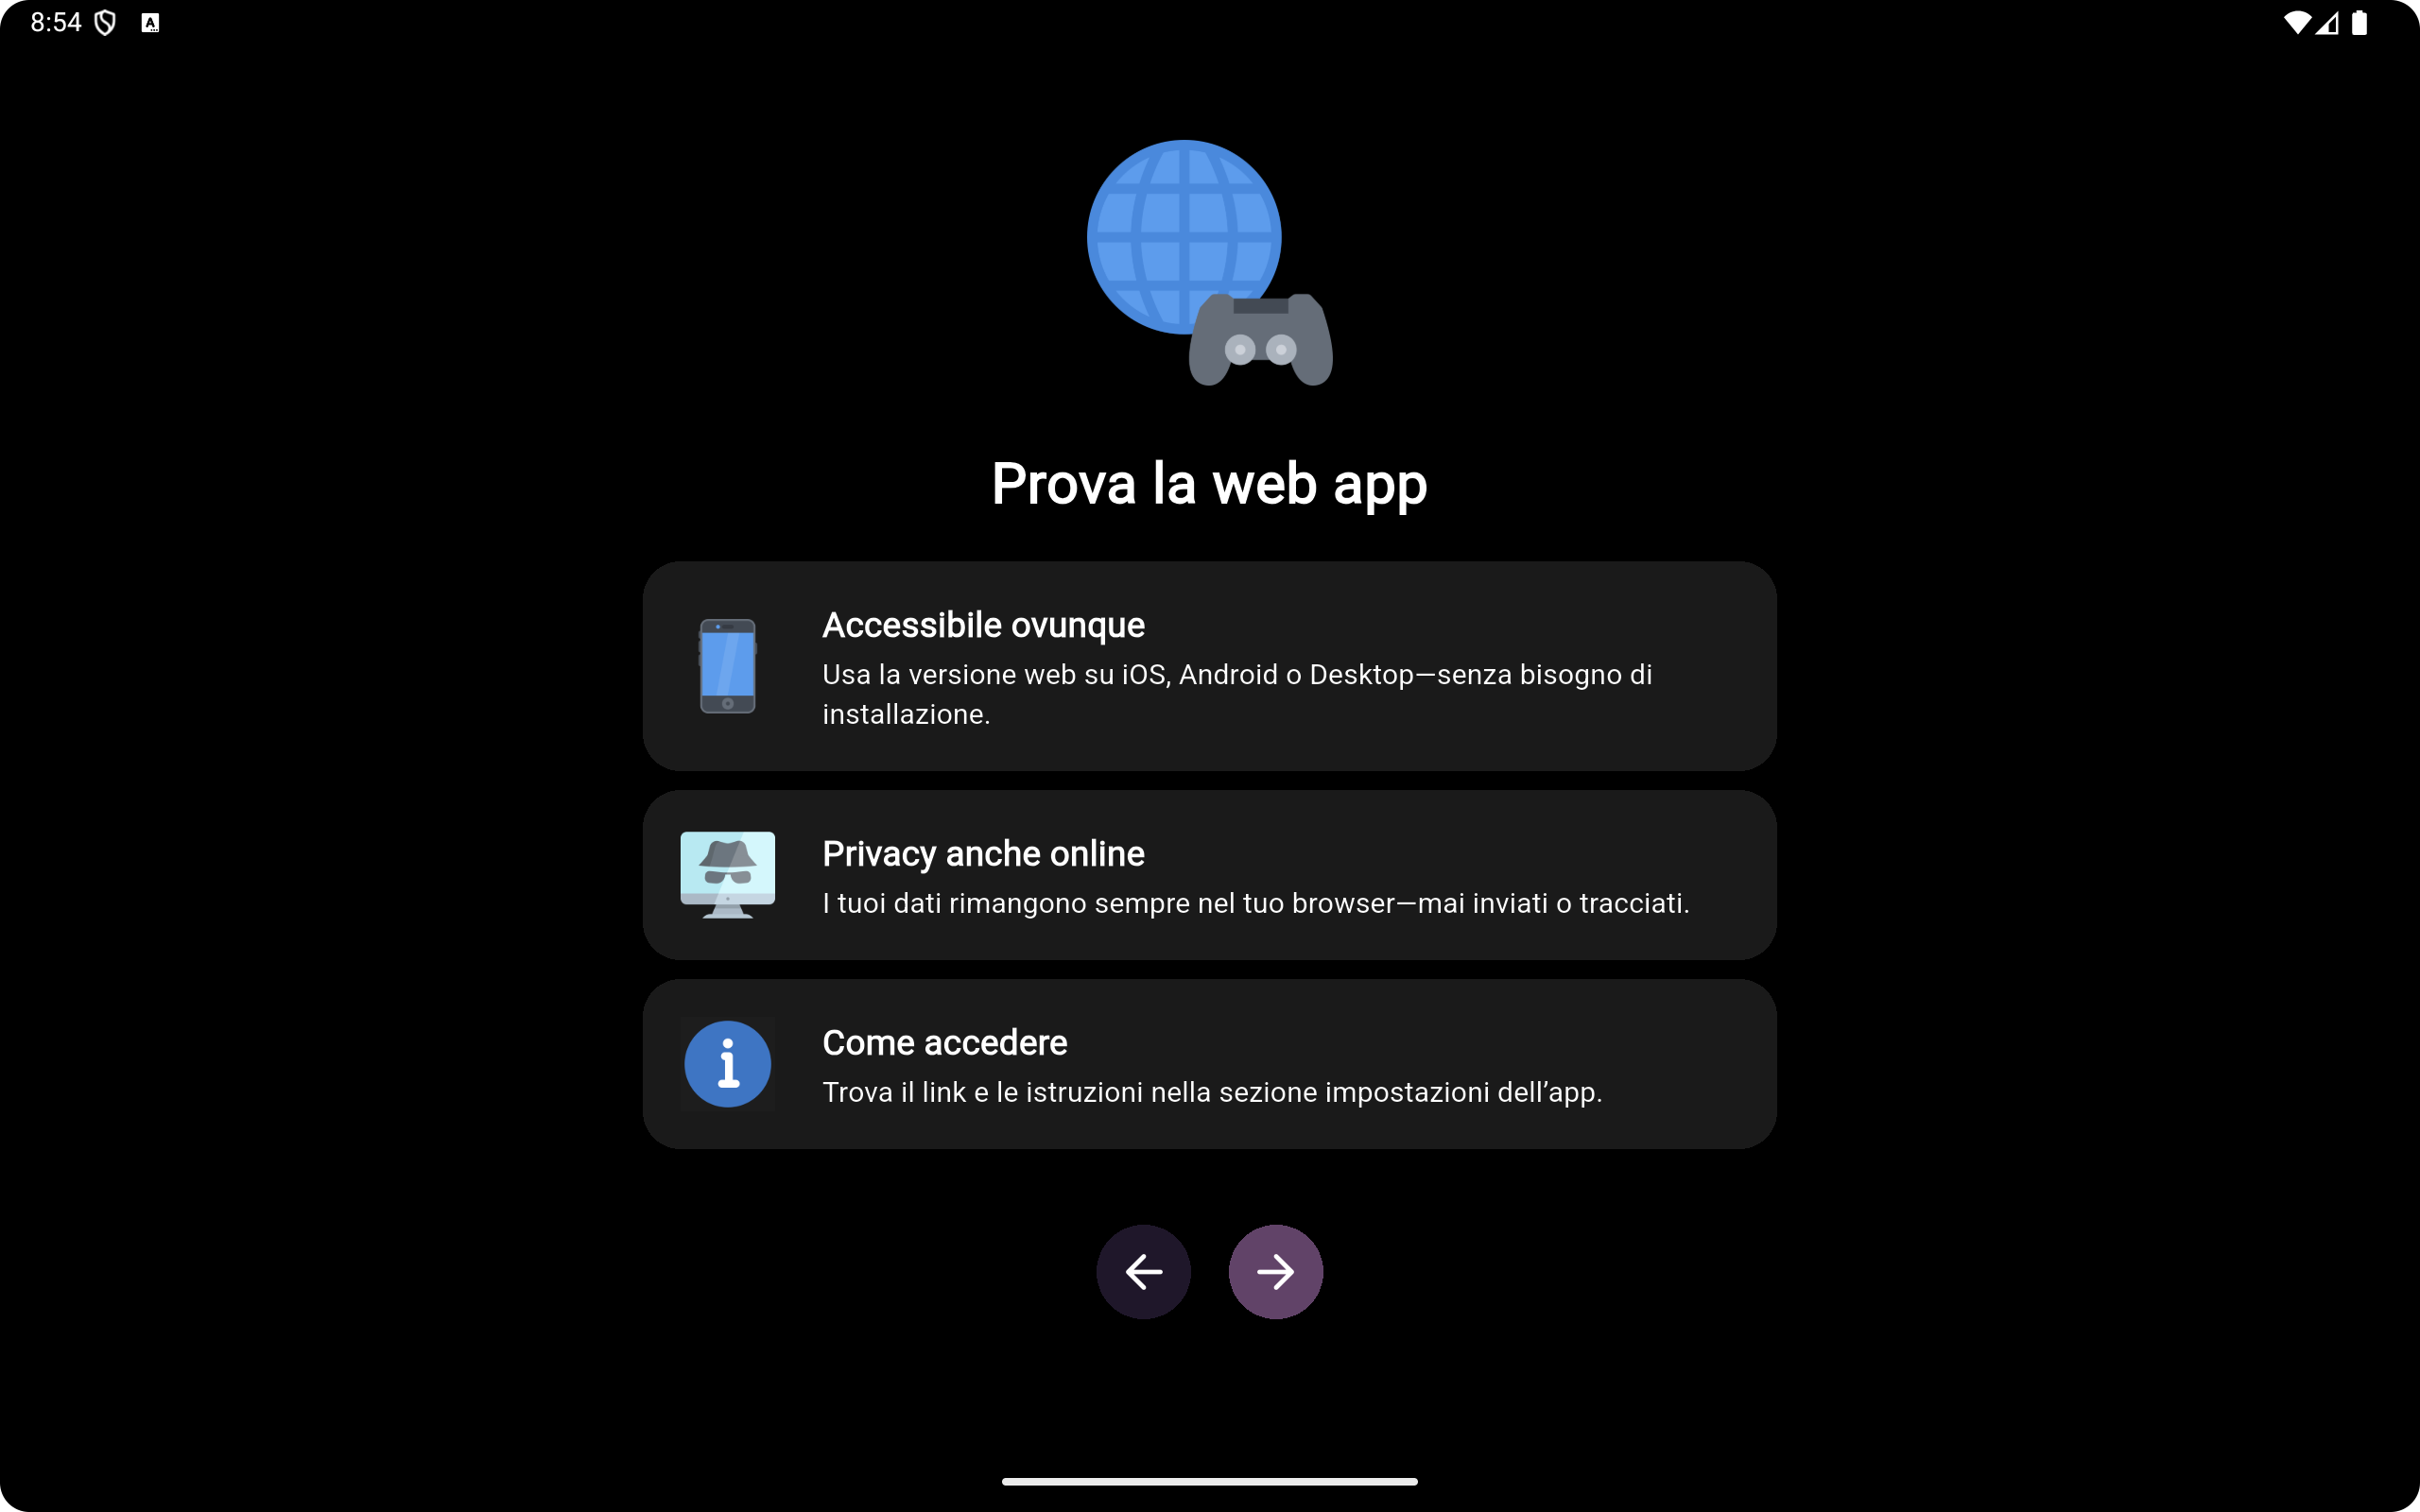 8:54
Prova la web app
Accessibile ovunque
Usa la versione web su iOS, Android o Desktop—senza bisogno di
installazione.
Privacy anche online
I tuoi dati rimangono sempre nel tuo browser—mai inviati o tracciati.
Come accedere
Trova il link e le istruzioni nella sezione impostazioni dell’app.